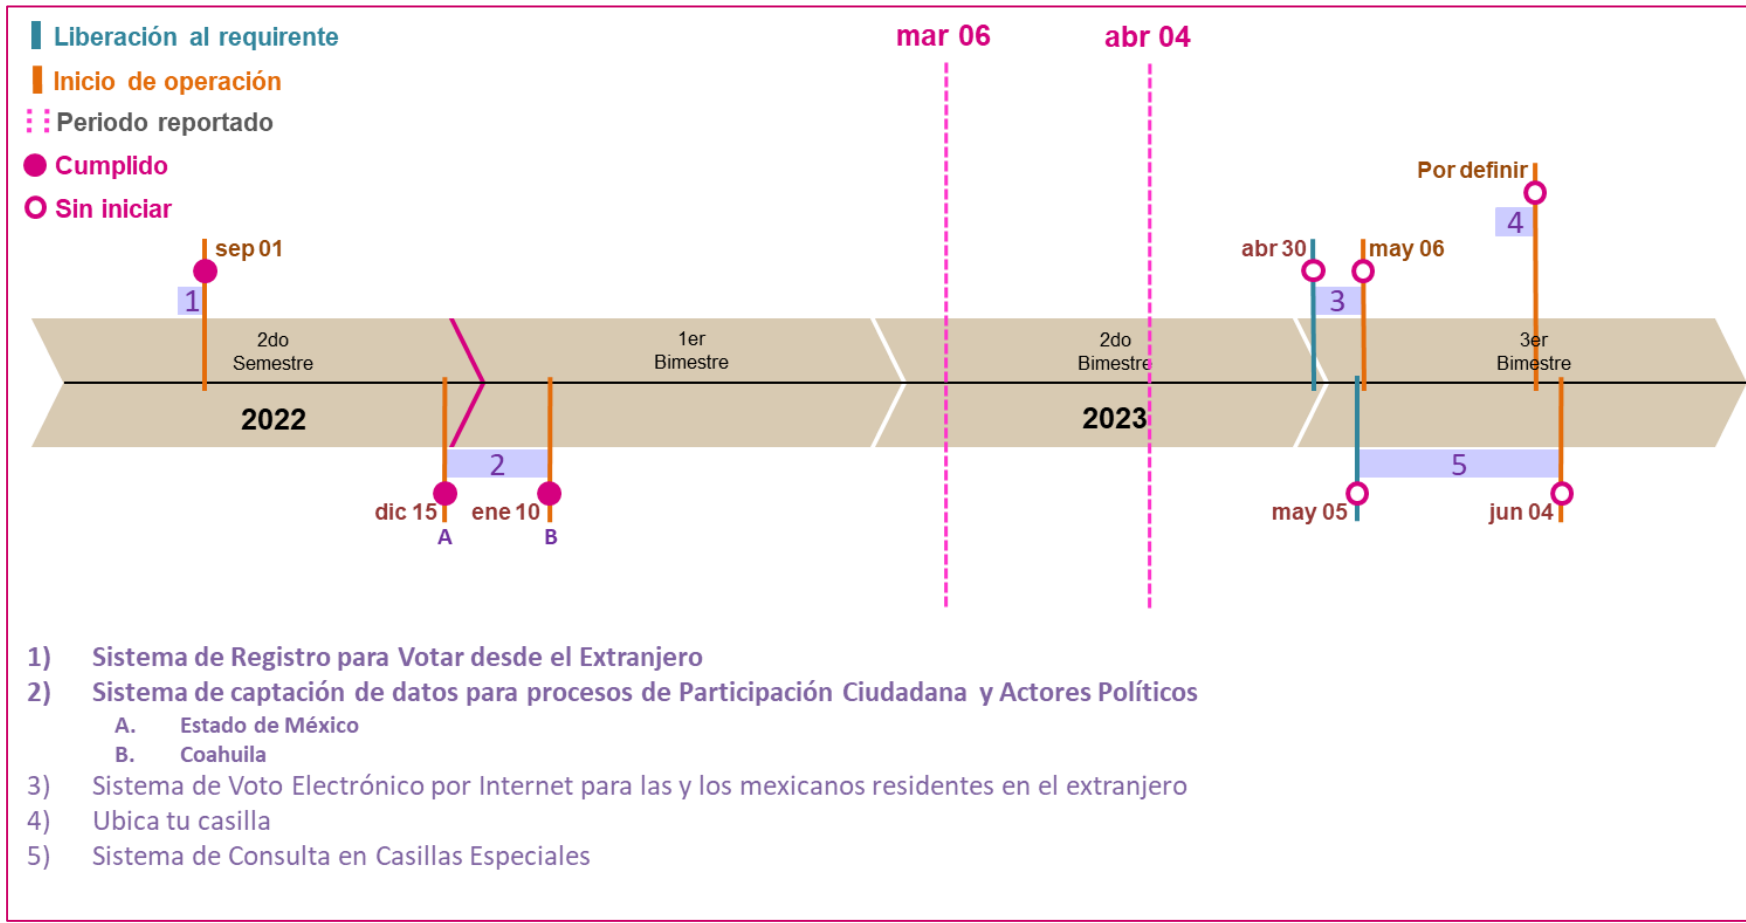 Liberación al requirente
Inicio de operación
Periodo reportado
Cumplido
Sin iniciar
mar 06
abr 04
Por definir
4
sep 01
abr 30
may 06
1
3
2do
Semestre
1er
Bimestre
2do
Bimestre
3er
Bimestre
2022
2023
2
5
dic 15
ene 10
may 05
jun 04
A
B
1) Sistema de Registro para Votar desde el Extranjero
2) Sistema de captación de datos para procesos de Participación Ciudadana y Actores Políticos
A. Estado de México
B. Coahuila
3) Sistema de Voto Electrónico por Internet para las y los mexicanos residentes en el extranjero
4) Ubica tu casilla
5) Sistema de Consulta en Casillas Especiales